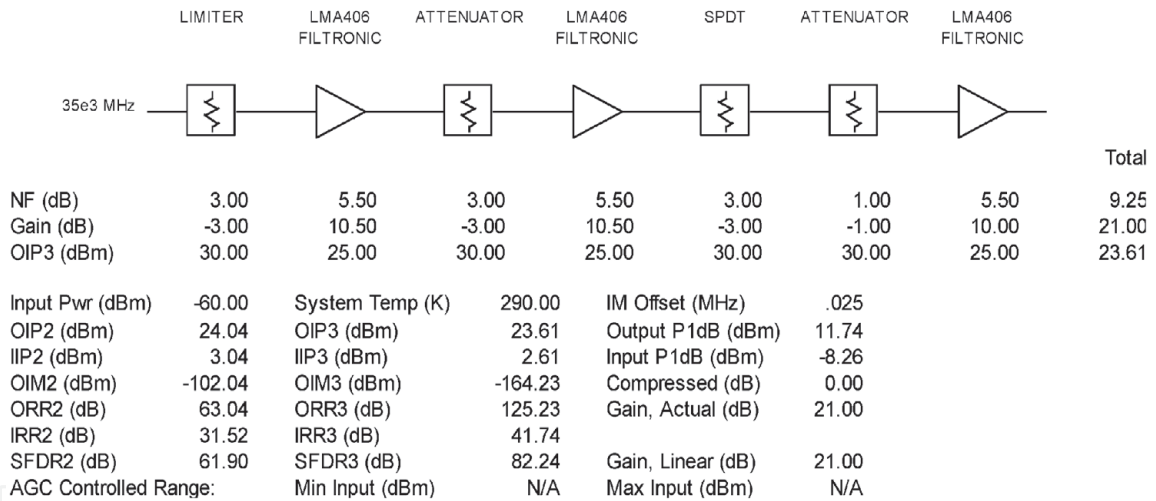 LIMITER LMA406 ATTENUATOR LMA406 SPDT ATTENUATOR LMA406
FILTRONIC FILTRONIC FILTRONIC
35e3 MHz
Total
NF (dB) 3.00 5.50 3.00 5.50 3.00 1.00 5.50 9.25
Gain (dB) -3.00 10.50 -3.00 10.50 -3.00 -1.00 10.00 21.00
OIP3 (dBm) 30.00 25.00 30.00 25.00 30.00 30.00 25.00 23.61
Input Pwr (dBm) -60.00 System Temp (K) 290.00 IM Offset (MHz) .025
OIP2 (dBm) 24.04 OIP3 (dBm) 23.61 Output P1dB (dBm) 11.74
IIP2 (dBm) 3.04 IIP3 (dBm) 2.61 Input P1dB (dBm) -8.26
OIM2 (dBm) -102.04 OIM3 (dBm) -164.23 Compressed (dB) 0.00
ORR2 (dB) 63.04 ORR3 (dB) 125.23 Gain, Actual (dB) 21.00
IRR2 (dB) 31.52 IRR3 (dB) 41.74
SFDR2 (dB) 61.90 SFDR3 (dB) 82.24 Gain, Linear (dB) 21.00
AGC Controlled Range: Min Input (dBm) N/A Max Input (dBm) N/A